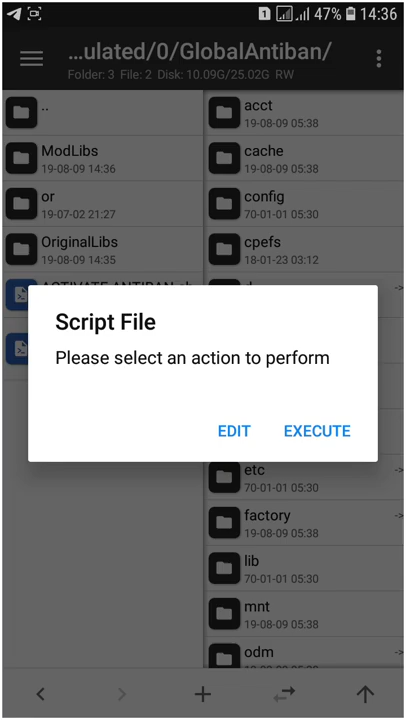 1 47% 14:36
...ulated/0/GlobalAntiban/
Folder: 3 File: 2 Disk: 10.09G/25.02G RW
..
ModLibs
19-08-09 14:36
or
19-07-02 21:27
OriginalLibs
19-08-09 14:35
ACTIVATE ANTIBAN.sh
acct
19-08-09 05:38
cache
19-08-09 05:38
config
70-01-01 05:30
cpefs
18-01-23 03:12
d
->
Script File
Please select an action to perform
EDIT EXECUTE
etc
->
70-01-01 05:30
factory
19-08-09 05:38
lib
70-01-01 05:30
mnt
19-08-09 05:38
odm
->